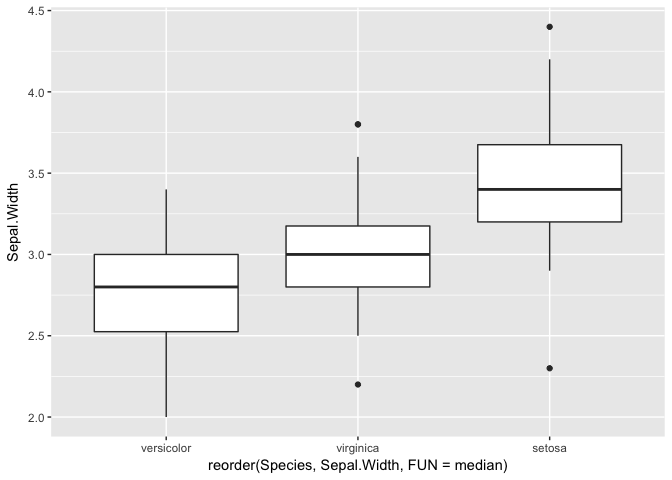 4.5
4.0
3.5
3.0
2.5
2.0
Sepal.Width
versicolor virginica setosa
reorder(Species, Sepal.Width, FUN = median)